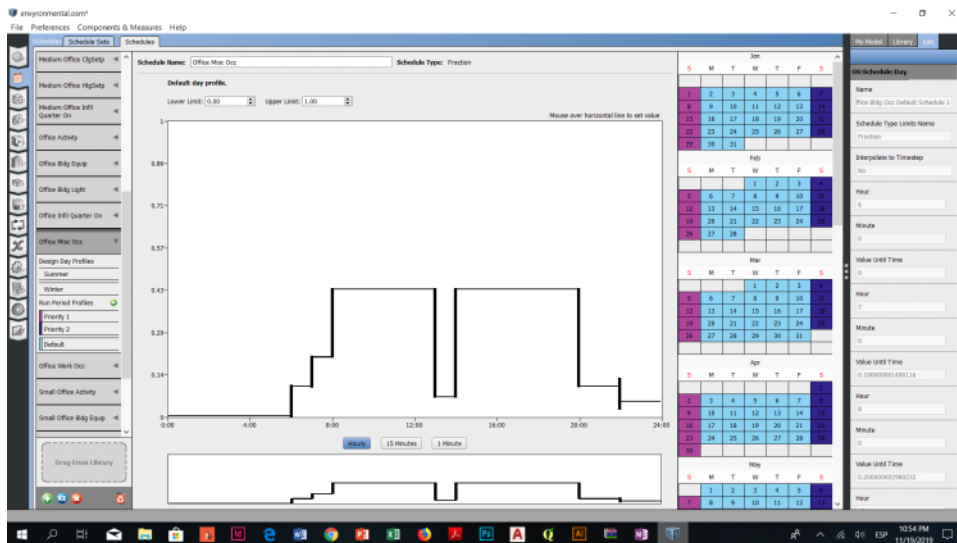 envyronmental.osm*
File Preferences Components & Measures Help
Schedules Schedule Sets Schedules
My Model Library Edit
Medium Office ClgSetp
Medium Office HtgSetp
Medium Office Infil
Quarter On
Office Activity
Office Bldg Equip
Office Bldg Light
Office Infil Quarter On
Office Misc Occ
Design Day Profiles
Summer
Winter
Run Period Profiles
Priority 1
Priority 2
Default
Office Work Occ
Small Office Activity
Small Office Bldg Equip
Drag From Library
Schedule Name: Office Misc Occ Schedule Type: Fraction
Default day profile.
Lower Limit: 0.00 Upper Limit: 1.00
Mouse over horizontal line to set value
1
0.86
0.71
0.57
0.43
0.29
0.14
0
0:00 4:00 8:00 12:00 16:00 20:00 24:00
Hourly 15 Minutes 1 Minute
Jan
S M T W T F S
1 2 3 4 5 6 7
8 9 10 11 12 13 14
15 16 17 18 19 20 21
22 23 24 25 26 27 28
29 30 31
Feb
S M T W T F S
1 2 3 4
5 6 7 8 9 10 11
12 13 14 15 16 17 18
19 20 21 22 23 24 25
26 27 28
Mar
S M T W T F S
1 2 3 4
5 6 7 8 9 10 11
12 13 14 15 16 17 18
19 20 21 22 23 24 25
26 27 28 29 30 31
Apr
S M T W T F S
1
2 3 4 5 6 7 8
9 10 11 12 13 14 15
16 17 18 19 20 21 22
23 24 25 26 27 28 29
30
May
S M T W T F S
1 2 3 4 5 6
7 8 9 10 11 12 13
OS:Schedule:Day
Name
ffice Bldg Occ Default Schedule 1
Schedule Type Limits Name
Fraction
Interpolate to Timestep
No
Hour
6
Minute
0
Value Until Time
0
Hour
7
Minute
0
Value Until Time
0.100000001490116
Hour
8
Minute
0
Value Until Time
0.200000002980232
Hour
ESP
10:54 PM
11/19/2019